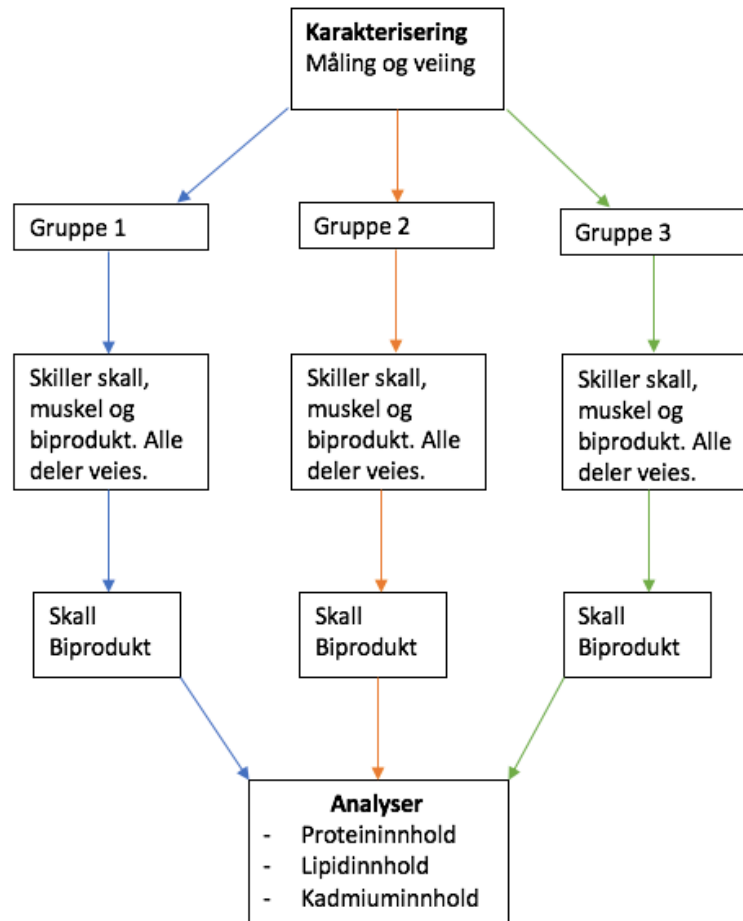 Karakterisering
Måling og veiing
Gruppe 1
Gruppe 2
Gruppe 3
Skiller skall,
muskel og
biprodukt. Alle
deler veies.
Skiller skall,
muskel og
biprodukt. Alle
deler veies.
Skiller skall,
muskel og
biprodukt. Alle
deler veies.
Skall
Biprodukt
Skall
Biprodukt
Skall
Biprodukt
Analyser
- Proteininnhold
- Lipidinnhold
- Kadmiuminnhold